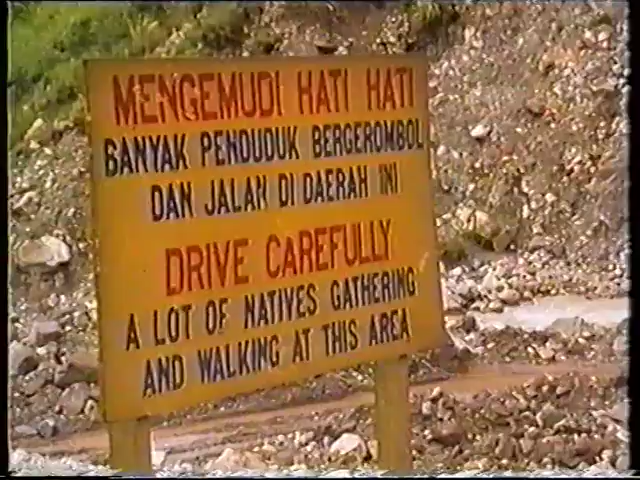 MENGEMUDI HATI HATI
BANYAK PENDUDUK BERGEROMBOL
DAN JALAN DI DAERAH INI
DRIVE CAREFULLY
A LOT OF NATIVES GATHERING
AND WALKING AT THIS AREA